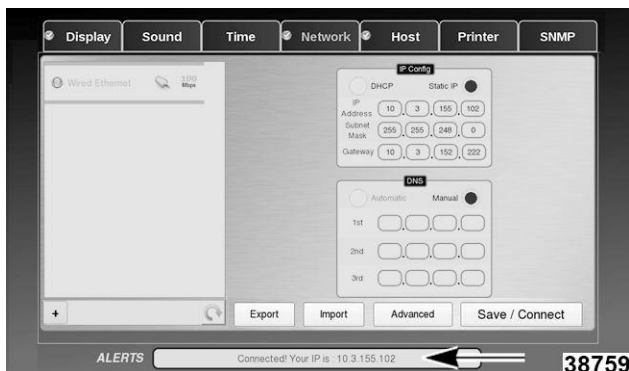 Display Sound Time Network Host Printer SNMP
Wired Ethernet 100 Mbps
IP Config
DHCP Static IP
IP Address 10 . 3 . 155 . 102
Subnet Mask 255 . 255 . 248 . 0
Gateway 10 . 3 . 152 . 222
DNS
Automatic Manual
1st . . .
2nd . . .
3rd . . .
+ Export Import Advanced Save / Connect
ALERTS Connected! Your IP is : 10.3.155.102
38759